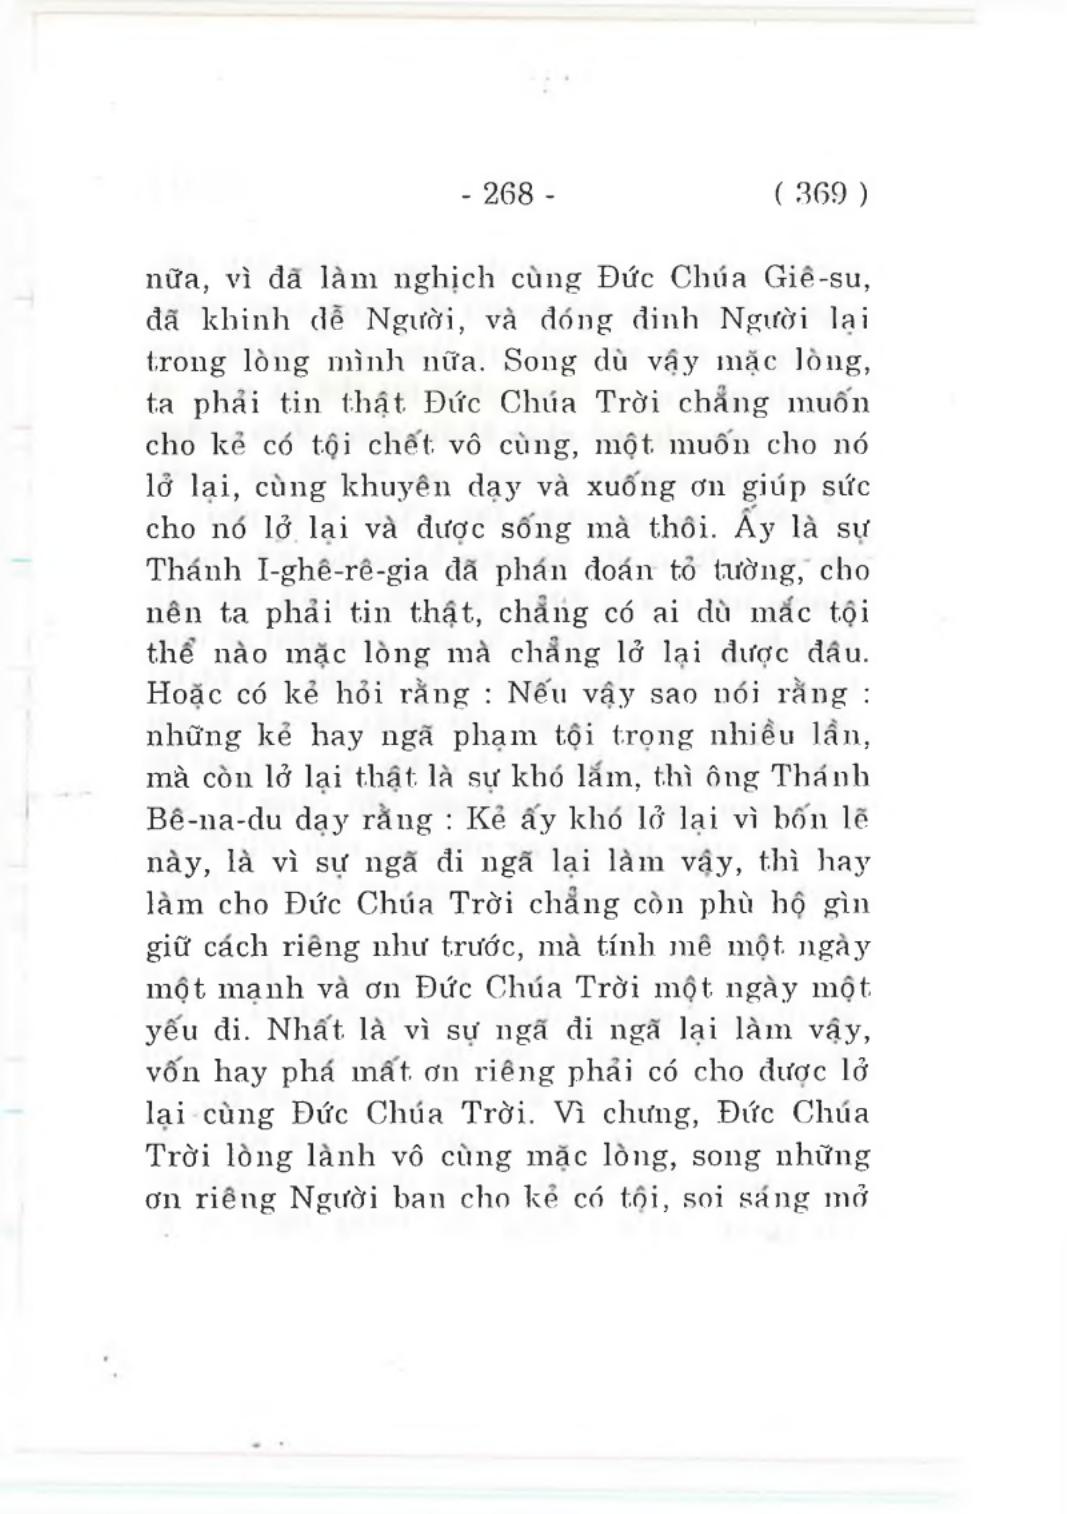 - 268 - ( 369 )
nữa, vì đã làm nghịch cùng Đức Chúa Giê-su,
đã khinh dễ Người, và đóng đinh Người lại
trong lòng mình nữa. Song dù vậy mặc lòng,
ta phải tin thật Đức Chúa Trời chẳng muốn
cho kẻ có tội chết vô cùng, một muốn cho nó
lở lại, cùng khuyên dạy và xuống ơn giúp sức
cho nó lở lại và được sống mà thôi. Ấy là sự
Thánh I-ghê-rê-gia đã phán đoán tỏ tường, cho
nên ta phải tin thật, chẳng có ai dù mắc tội
thể nào mặc lòng mà chẳng lở lại được đâu.
Hoặc có kẻ hỏi rằng : Nếu vậy sao nói rằng :
những kẻ hay ngã phạm tội trọng nhiều lần,
mà còn lở lại thật là sự khó lắm, thì ông Thánh
Bê-na-du dạy rằng : Kẻ ấy khó lở lại vì bốn lẽ
này, là vì sự ngã đi ngã lại làm vậy, thì hay
làm cho Đức Chúa Trời chẳng còn phù hộ gìn
giữ cách riêng như trước, mà tính mê một ngày
một mạnh và ơn Đức Chúa Trời một ngày một
yếu đi. Nhất là vì sự ngã đi ngã lại làm vậy,
vốn hay phá mất ơn riêng phải có cho được lở
lại cùng Đức Chúa Trời. Vì chưng, Đức Chúa
Trời lòng lành vô cùng mặc lòng, song những
ơn riêng Người ban cho kẻ có tội, soi sáng mở